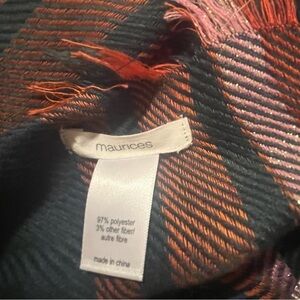 maurices
97% polyester
3% other fiber/
autre fibre
made in china